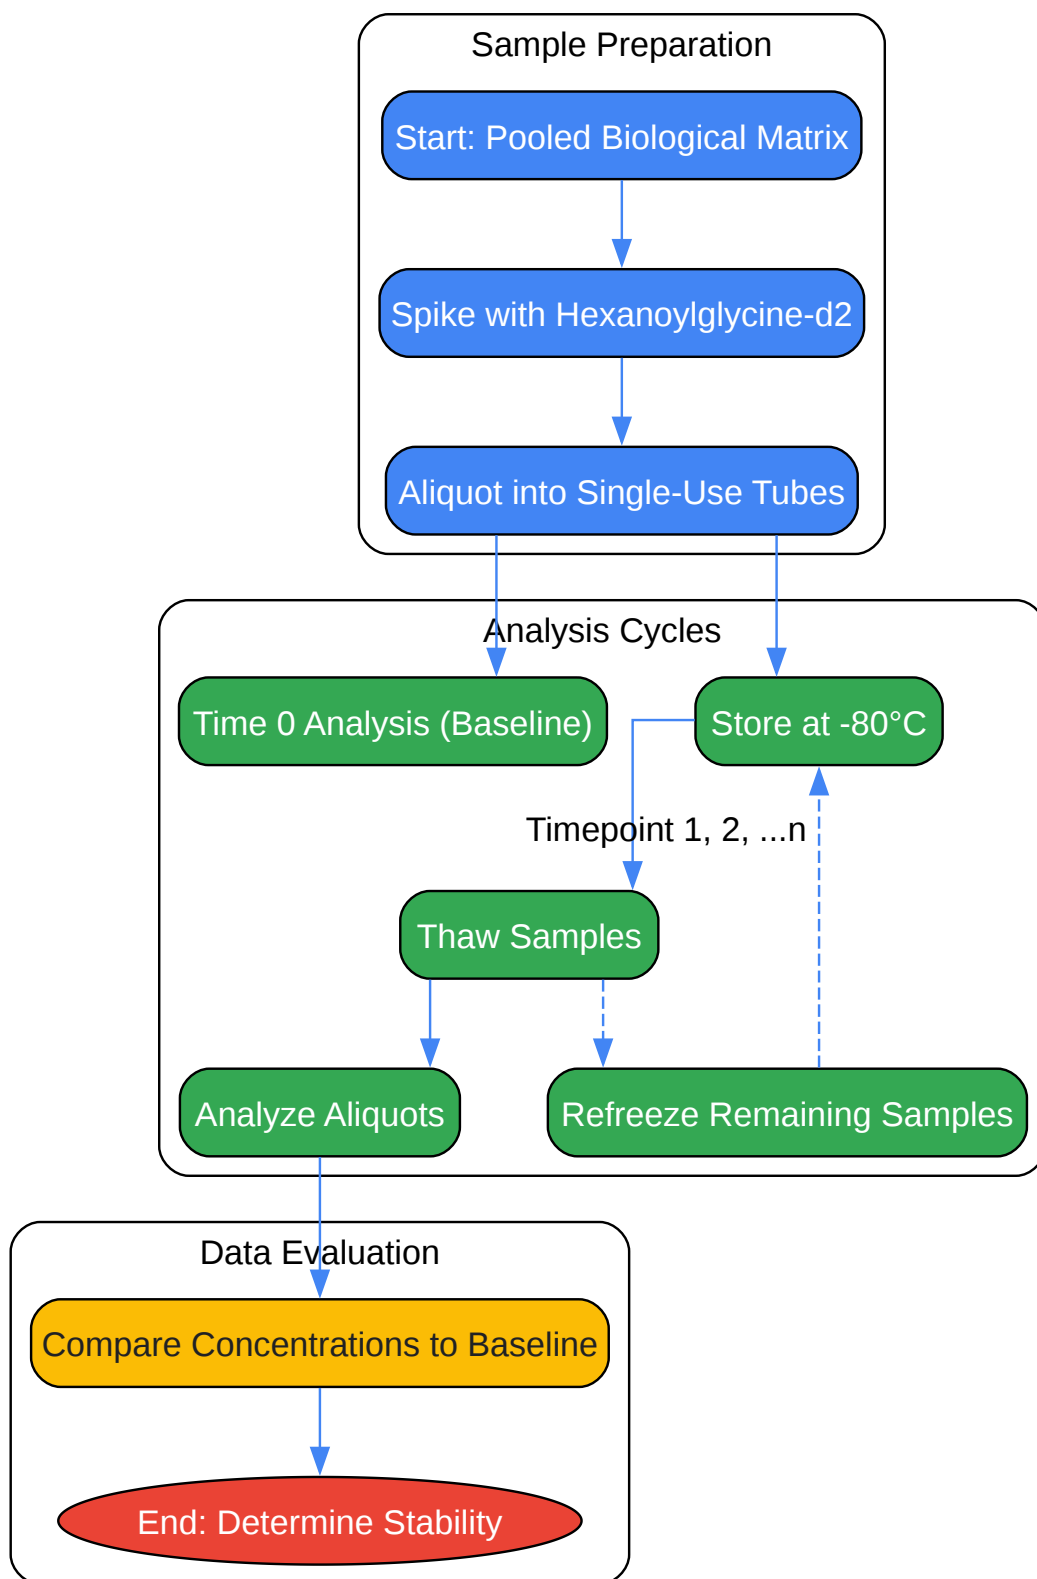 Sample Preparation
Start: Pooled Biological Matrix
Spike with Hexanoylglycine-d2
Aliquot into Single-Use Tubes
Analysis Cycles
Time 0 Analysis (Baseline)
Store at -80°C
Timepoint 1, 2, ...n
Thaw Samples
Analyze Aliquots
Refreeze Remaining Samples
Data Evaluation
Compare Concentrations to Baseline
End: Determine Stability